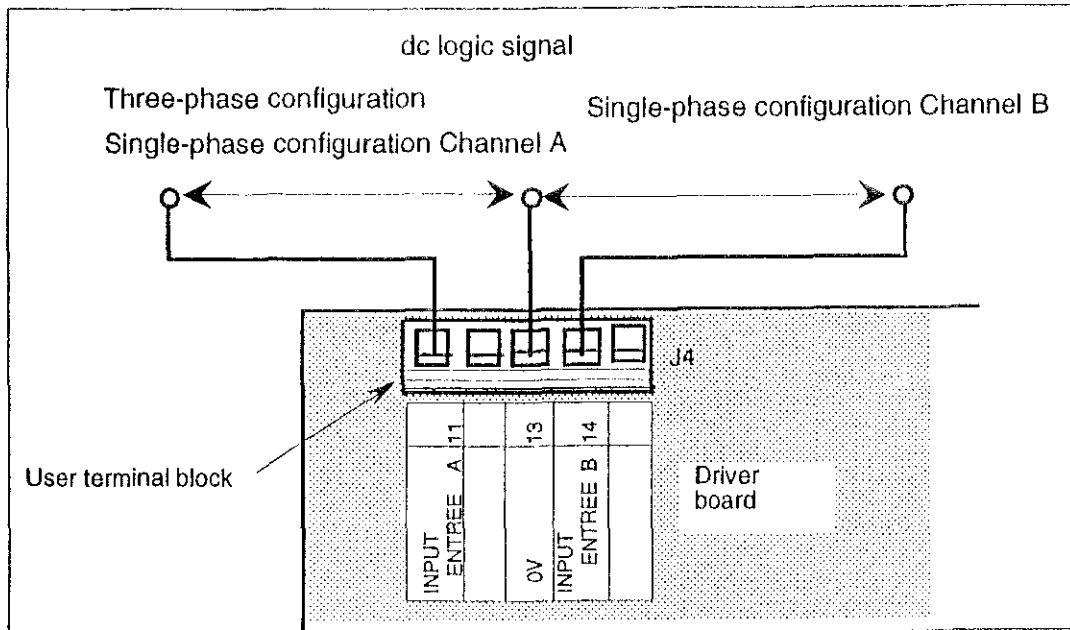 dc logic signal
Three-phase configuration
Single-phase configuration Channel A
Single-phase configuration Channel B
J4
User terminal block
INPUT
ENTREE A 11
0V 13
INPUT
ENTREE B 14
Driver
board